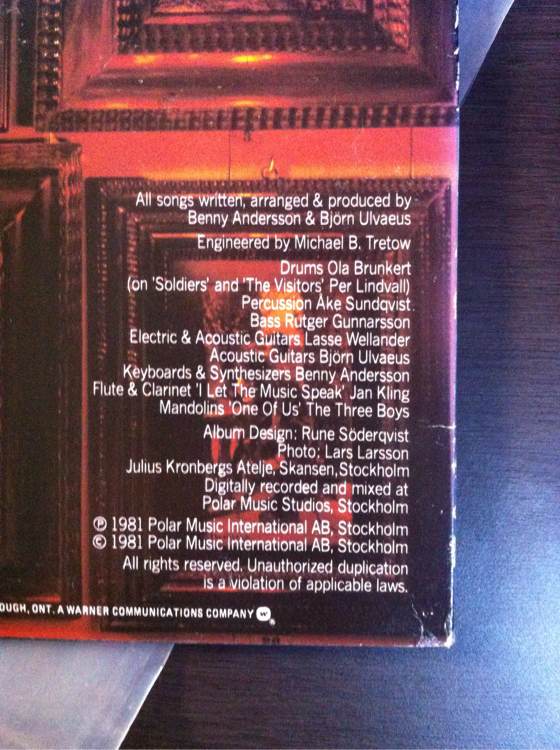 All songs written, arranged & produced by
Benny Andersson & Björn Ulvaeus
Engineered by Michael B. Tretow
Drums Ola Brunkert
(on 'Soldiers' and 'The Visitors' Per Lindvall)
Percussion Åke Sundqvist
Bass Rutger Gunnarsson
Electric & Acoustic Guitars Lasse Wellander
Acoustic Guitars Björn Ulvaeus
Keyboards & Synthesizers Benny Andersson
Flute & Clarinet 'I Let The Music Speak' Jan Kling
Mandolins 'One Of Us' The Three Boys
Album Design: Rune Söderqvist
Photo: Lars Larsson
Julius Kronbergs Atelje, Skansen, Stockholm
Digitally recorded and mixed at
Polar Music Studios, Stockholm
℗ 1981 Polar Music International AB, Stockholm
© 1981 Polar Music International AB, Stockholm
All rights reserved. Unauthorized duplication
is a violation of applicable laws.
OUGH, ONT. A WARNER COMMUNICATIONS COMPANY